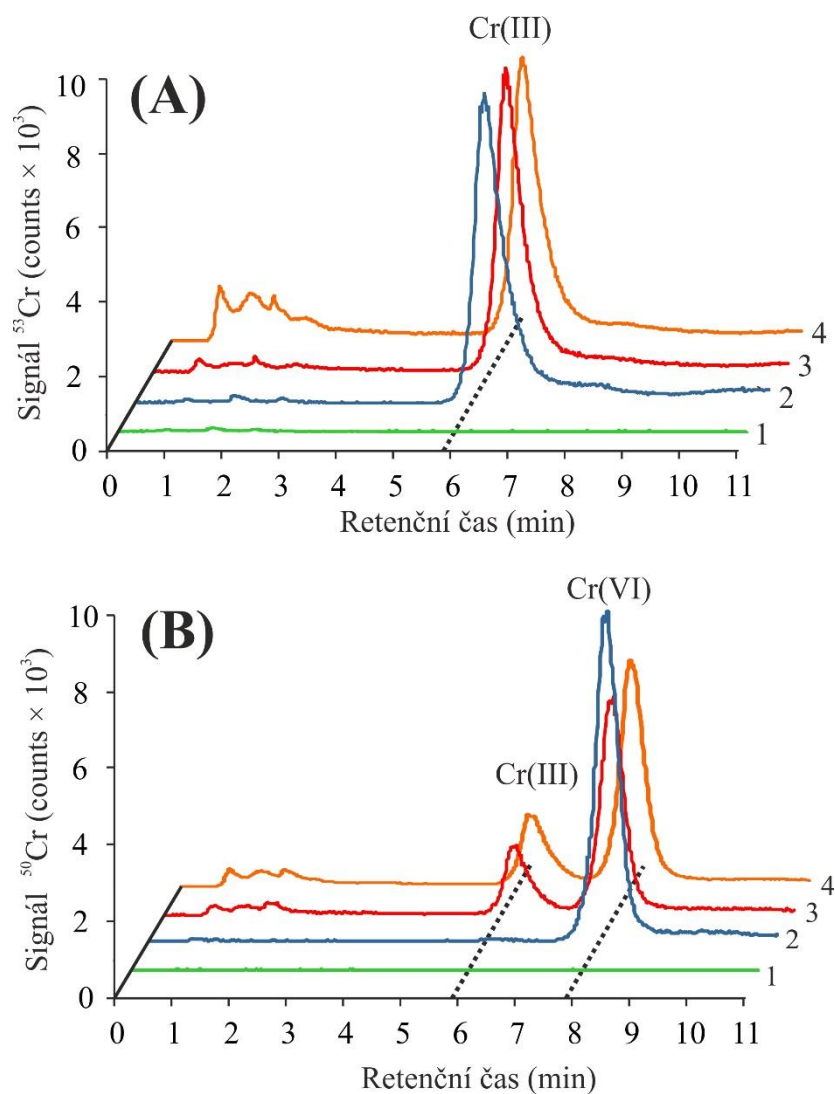 Cr(III)
(A)
Signál ⁵³Cr (counts × 10³)
10
8
6
4
2
0
4
3
2
1
0 1 2 3 4 5 6 7 8 9 10 11
Retenční čas (min)
Cr(VI)
(B)
Cr(III)
Signál ⁵⁰Cr (counts × 10³)
10
8
6
4
2
0
4
3
2
1
0 1 2 3 4 5 6 7 8 9 10 11
Retenční čas (min)